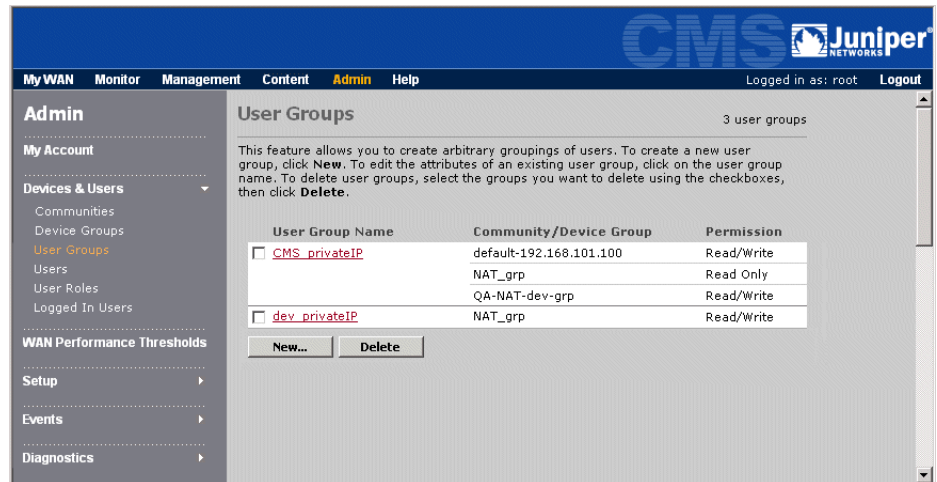 CMS
Juniper®
NETWORKS
My WAN Monitor Management Content Admin Help Logged in as: root Logout
Admin
My Account
Devices & Users
Communities
Device Groups
User Groups
Users
User Roles
Logged In Users
WAN Performance Thresholds
Setup
Events
Diagnostics
User Groups
3 user groups
This feature allows you to create arbitrary groupings of users. To create a new user
group, click New. To edit the attributes of an existing user group, click on the user group
name. To delete user groups, select the groups you want to delete using the checkboxes,
then click Delete.
User Group Name Community/Device Group Permission
CMS_privateIP default-192.168.101.100 Read/Write
NAT_grp Read Only
QA-NAT-dev-grp Read/Write
dev_privateIP NAT_grp Read/Write
New... Delete